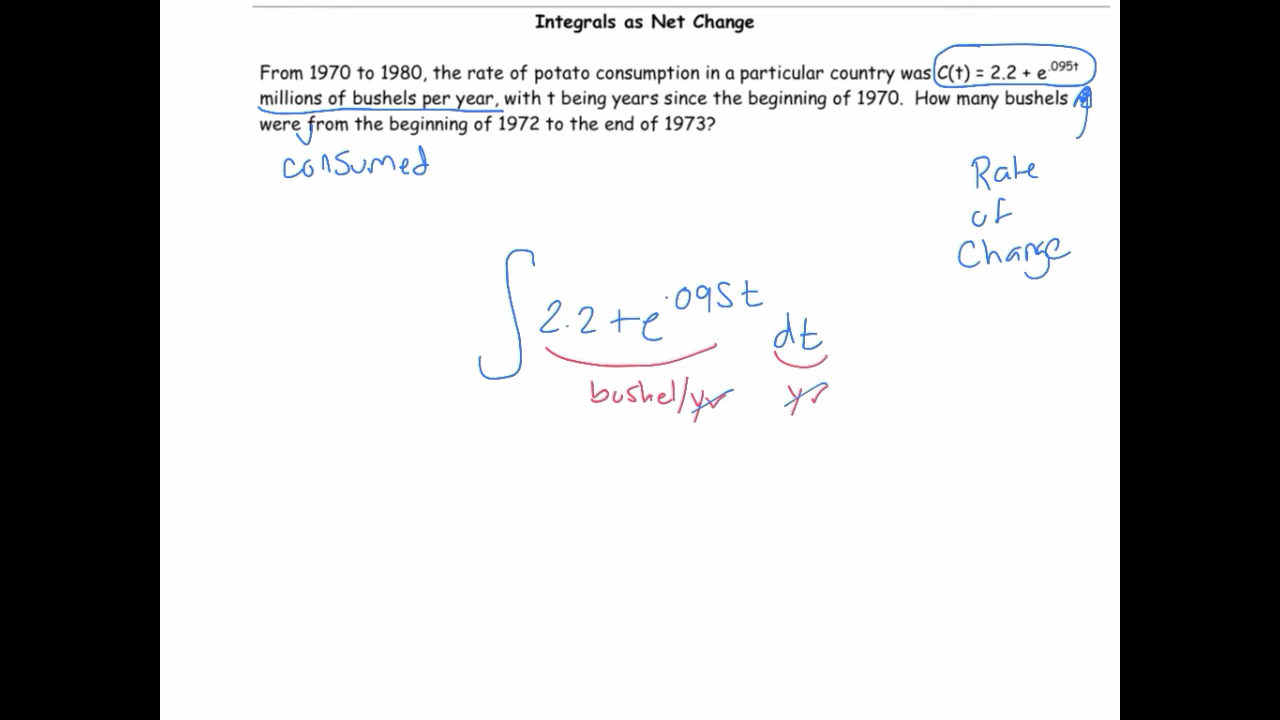 Integrals as Net Change
From 1970 to 1980, the rate of potato consumption in a particular country was C(t) = 2.2 + e^.095t
millions of bushels per year, with t being years since the beginning of 1970. How many bushels
were from the beginning of 1972 to the end of 1973?
consumed
Rate
of
Change
∫ 2.2 + e^.095t dt
bushel/yr yr